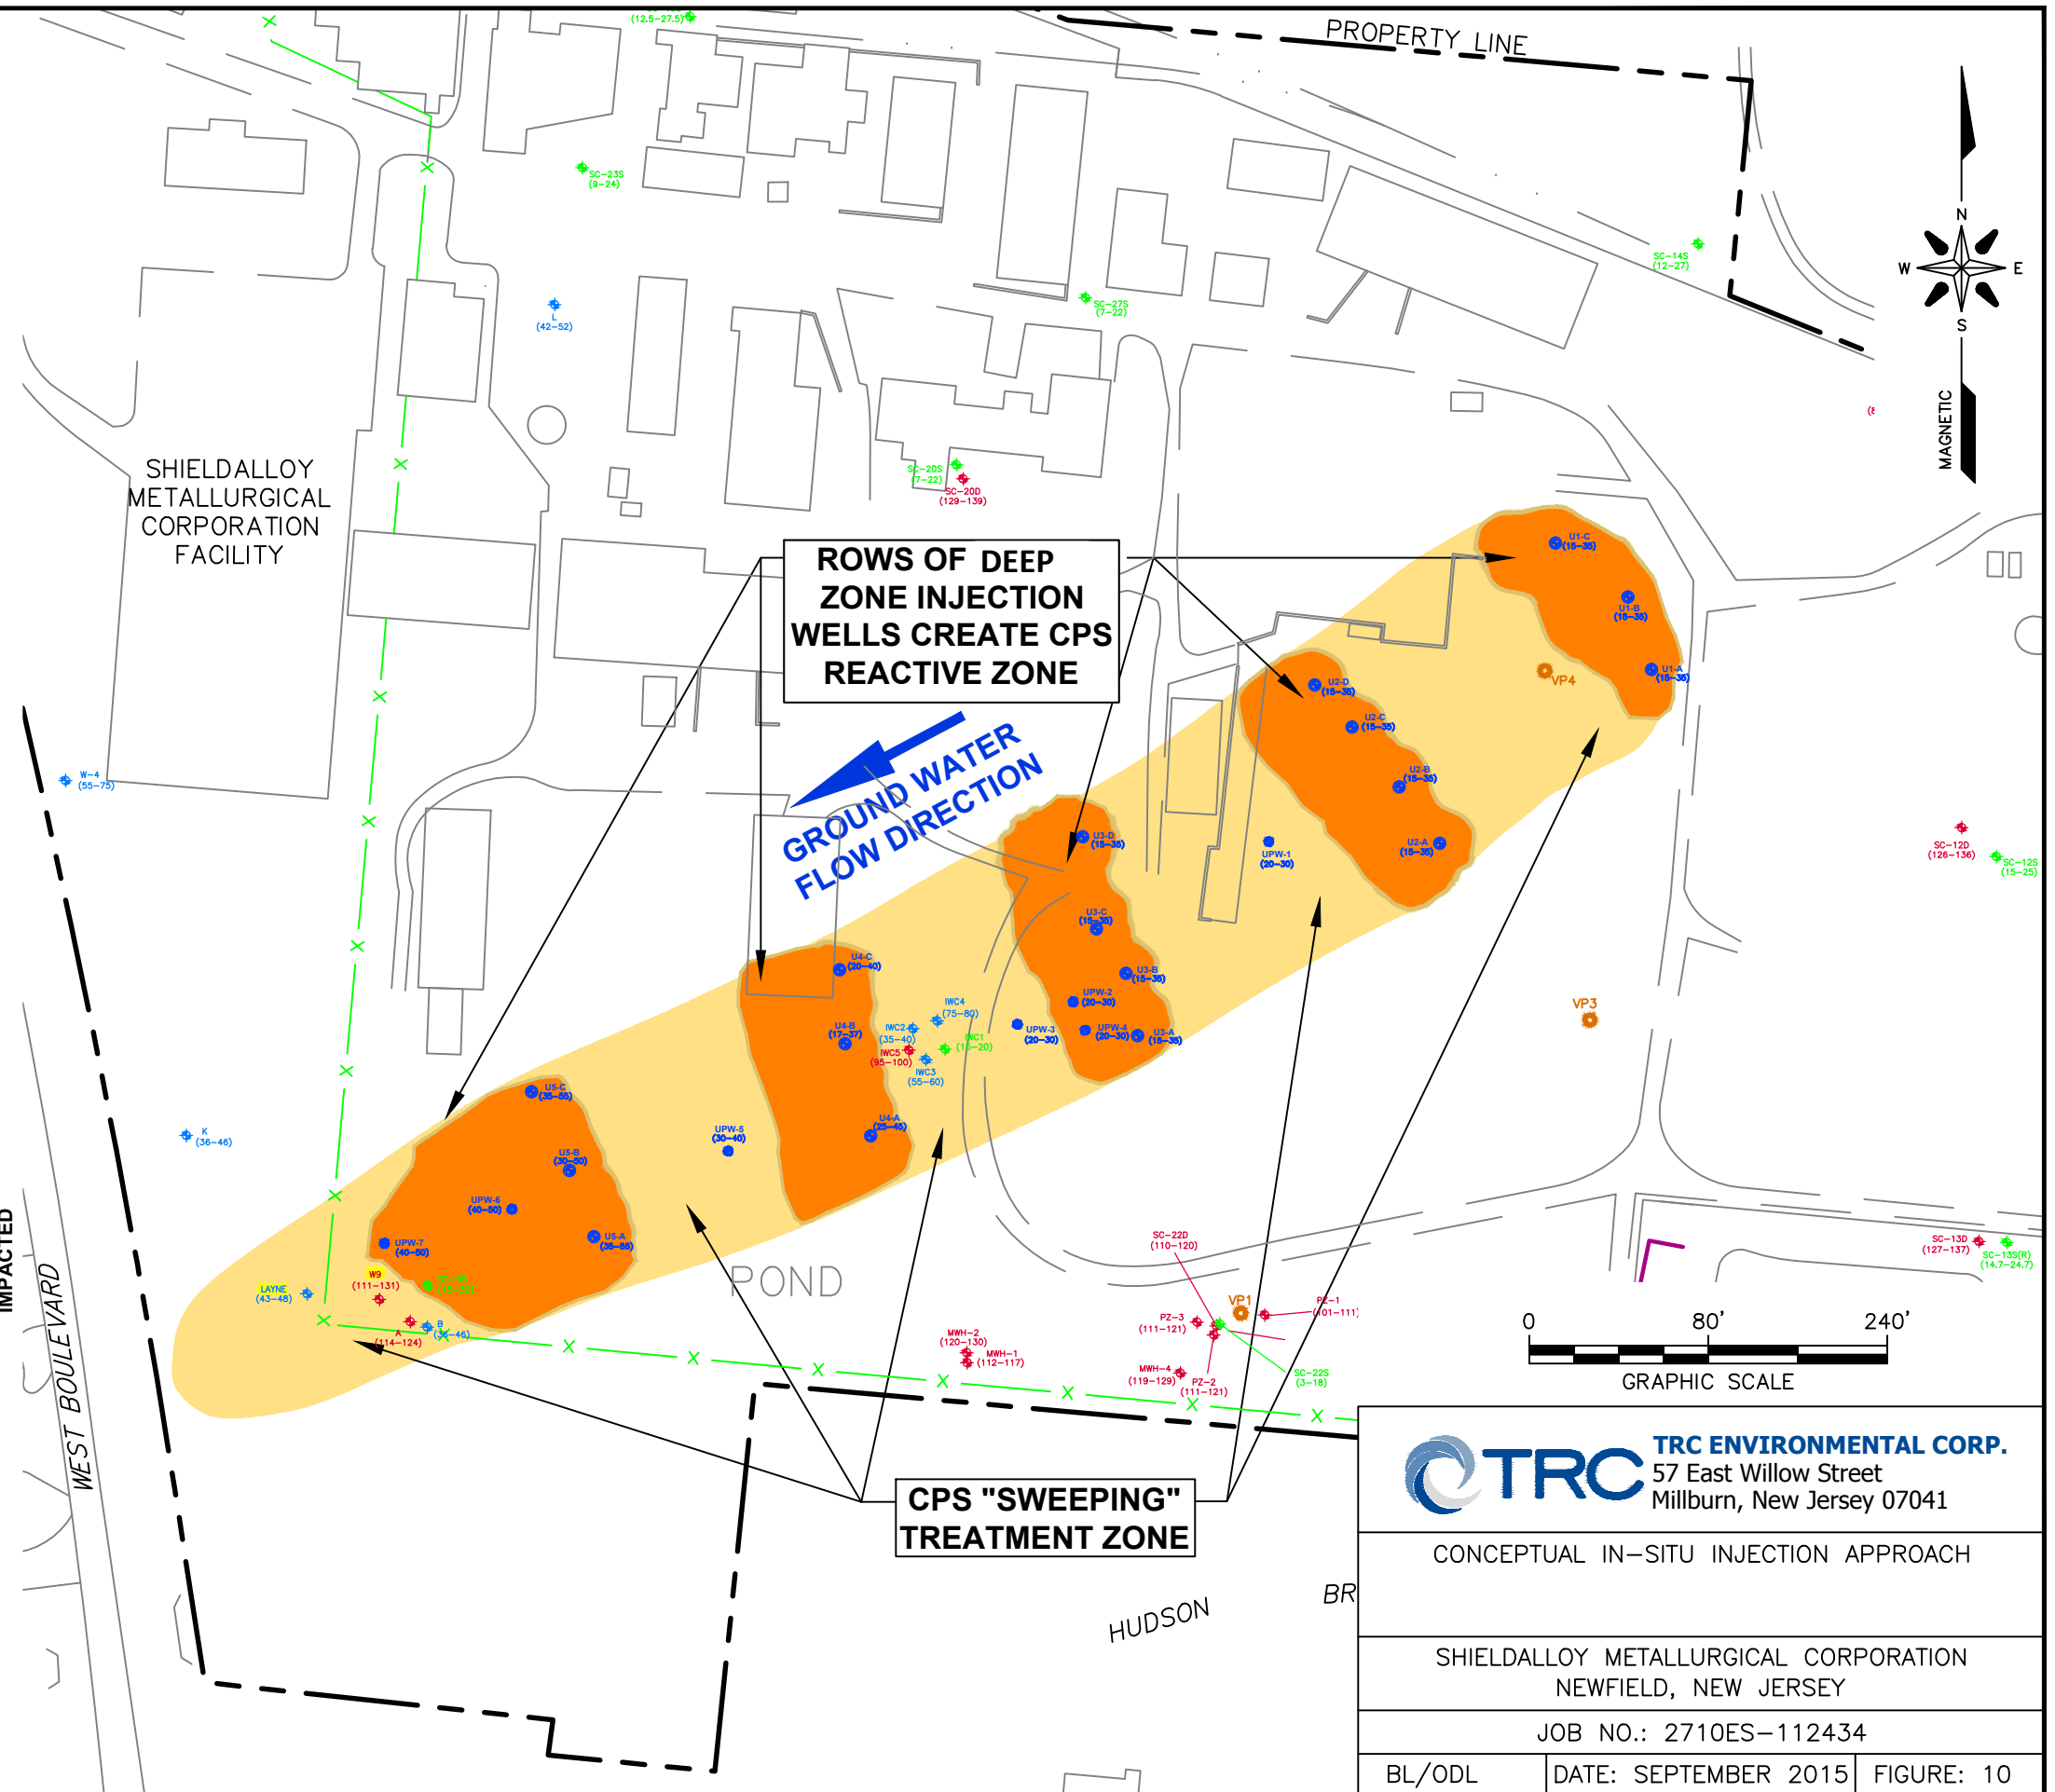 (12.5-27.5)
PROPERTY LINE
SC-23S
(9-24)
SC-14S
(12-27)
N
W
E
S
MAGNETIC
L
(42-52)
SC-27S
(7-22)
SHIELDALLOY
METALLURGICAL
CORPORATION
FACILITY
SC-20S
(7-22)
SC-20D
(129-139)
ROWS OF DEEP
ZONE INJECTION
WELLS CREATE CPS
REACTIVE ZONE
U1-C
(15-35)
U1-B
(15-35)
U1-A
(15-35)
VP4
U2-D
(15-35)
U2-C
(15-35)
U2-B
(15-35)
U2-A
(15-35)
UPW-1
(20-30)
W-4
(55-75)
GROUND WATER
FLOW DIRECTION
U3-D
(15-35)
U3-C
(15-35)
U3-B
(15-35)
U3-A
(15-35)
UPW-2
(20-30)
UPW-4
(20-30)
UPW-3
(20-30)
SC-12D
(126-136)
SC-12S
(15-25)
VP3
U4-C
(20-40)
U4-B
(17-37)
U4-A
(25-45)
IWC4
(75-80)
IWC2
(35-40)
IWC1
(15-20)
IWC5
(95-100)
IWC3
(55-60)
K
(36-46)
U5-C
(35-55)
U5-B
(30-50)
U5-A
(35-55)
UPW-5
(30-40)
UPW-6
(40-50)
UPW-7
(40-50)
LAYNE
(43-48)
W9
(111-131)
A
(114-124)
B
(36-46)
POND
IMPACTED
WEST BOULEVARD
SC-22D
(110-120)
VP1
PZ-1
(101-111)
PZ-3
(111-121)
MWH-2
(120-130)
MWH-1
(112-117)
MWH-4
(119-129)
PZ-2
(111-121)
SC-22S
(3-18)
SC-13D
(127-137)
SC-13S(R)
(14.7-24.7)
0 80' 240'
GRAPHIC SCALE
CPS "SWEEPING"
TREATMENT ZONE
HUDSON
BR
TRC
TRC ENVIRONMENTAL CORP.
57 East Willow Street
Millburn, New Jersey 07041
CONCEPTUAL IN-SITU INJECTION APPROACH
SHIELDALLOY METALLURGICAL CORPORATION
NEWFIELD, NEW JERSEY
JOB NO.: 2710ES-112434
BL/ODL
DATE: SEPTEMBER 2015
FIGURE: 10